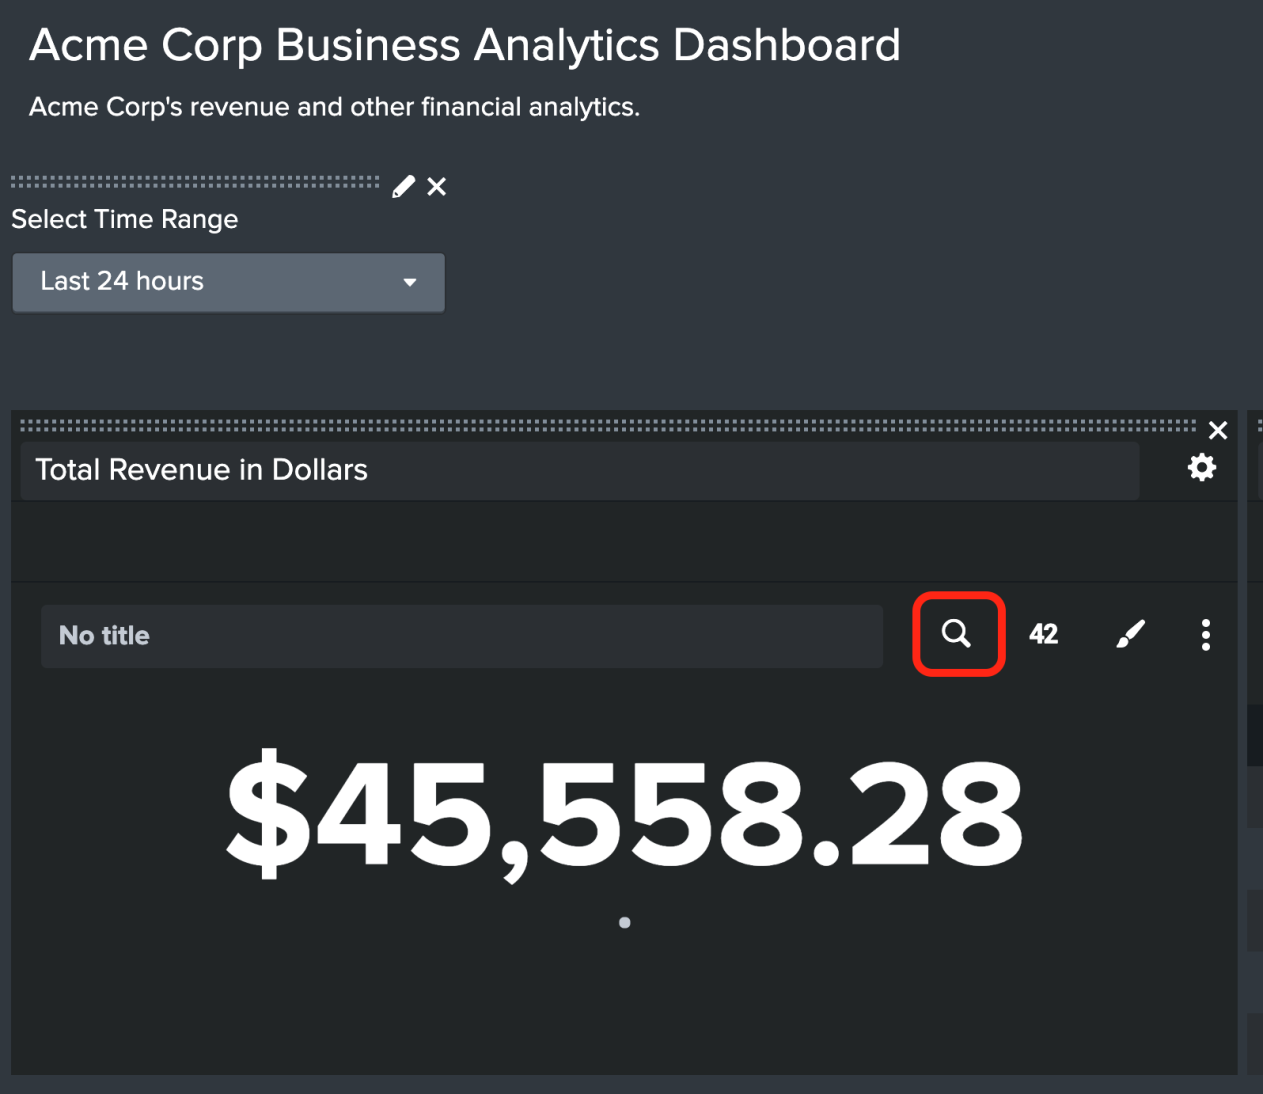 Acme Corp Business Analytics Dashboard
Acme Corp's revenue and other financial analytics.
Select Time Range
Last 24 hours
Total Revenue in Dollars
No title
42
$45,558.28